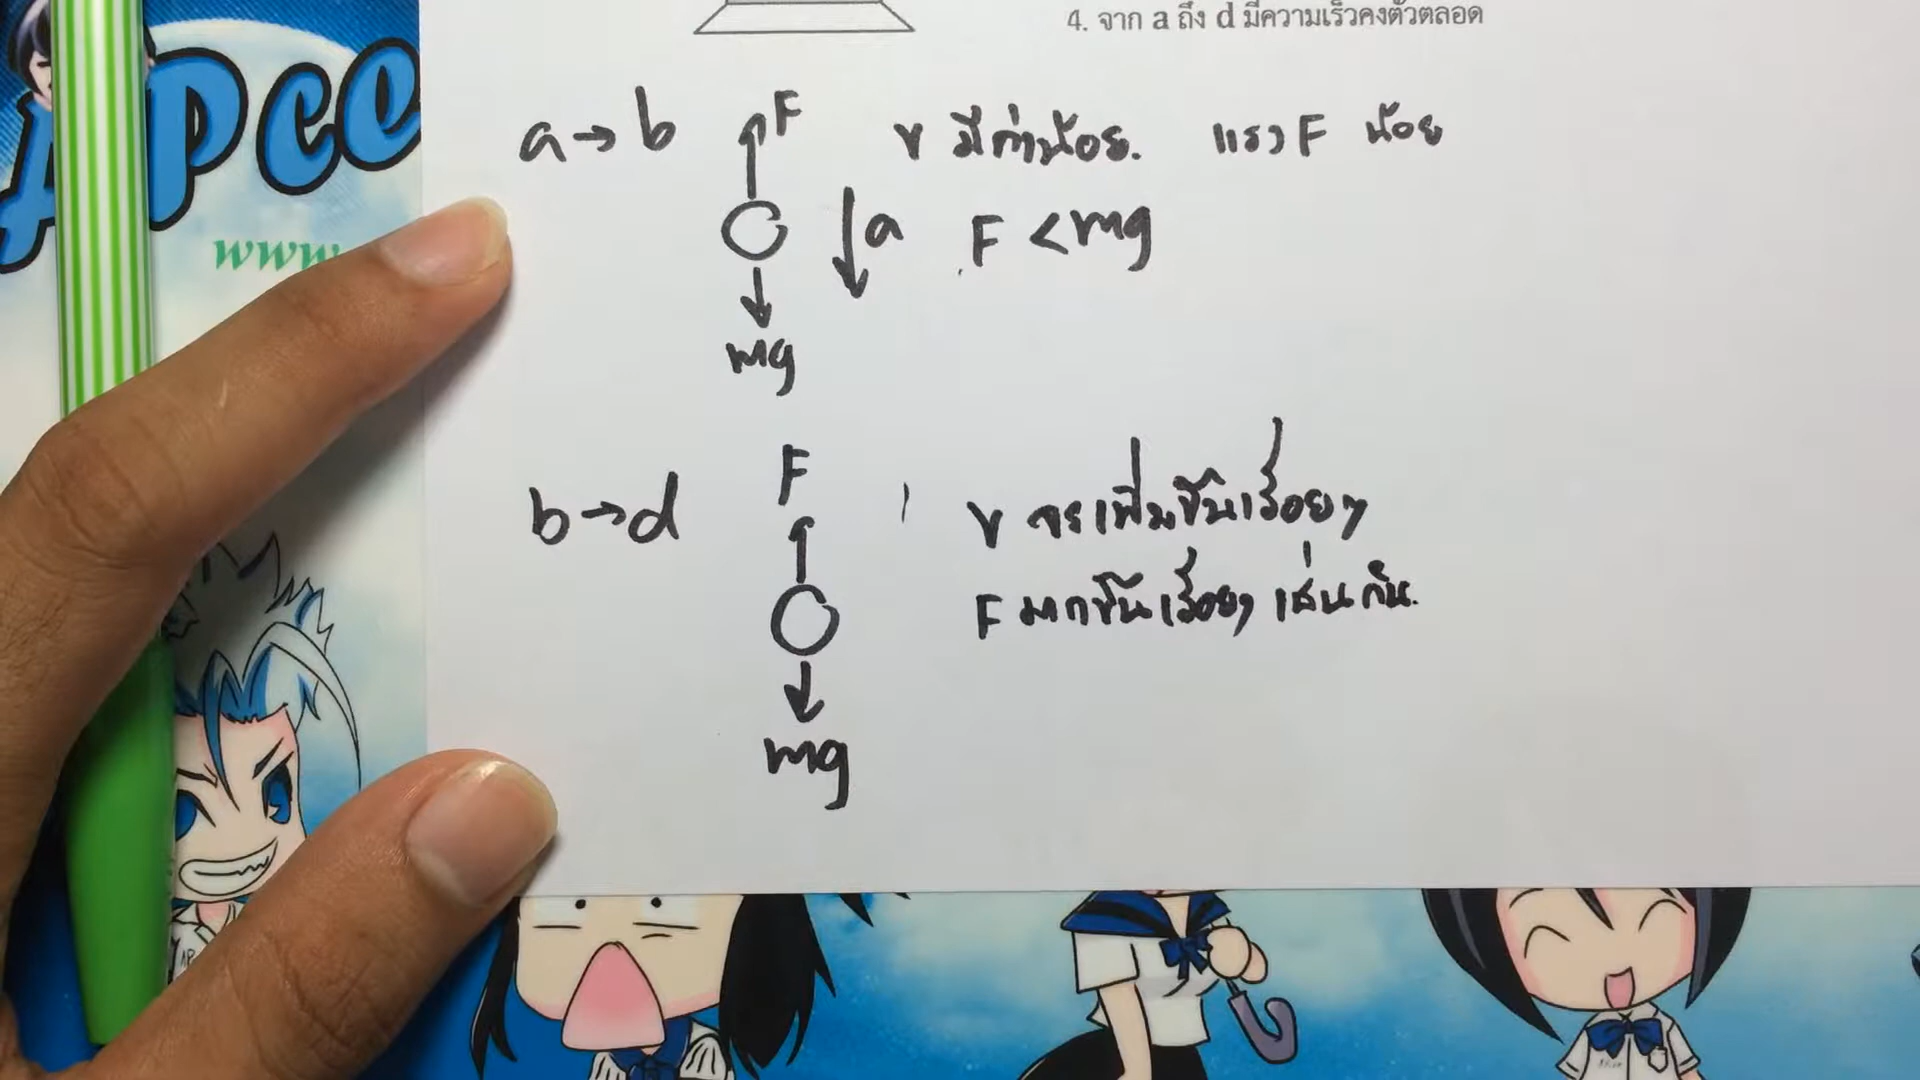 APCC
www.
4. จาก a ถึง d มีความเร็วคงตัวตลอด
a → b F v มีค่าน้อย. แรง F น้อย
a F < mg
mg
F
b → d v จะเพิ่มขึ้นเรื่อยๆ
F มากขึ้นเรื่อยๆ เช่นกัน.
mg